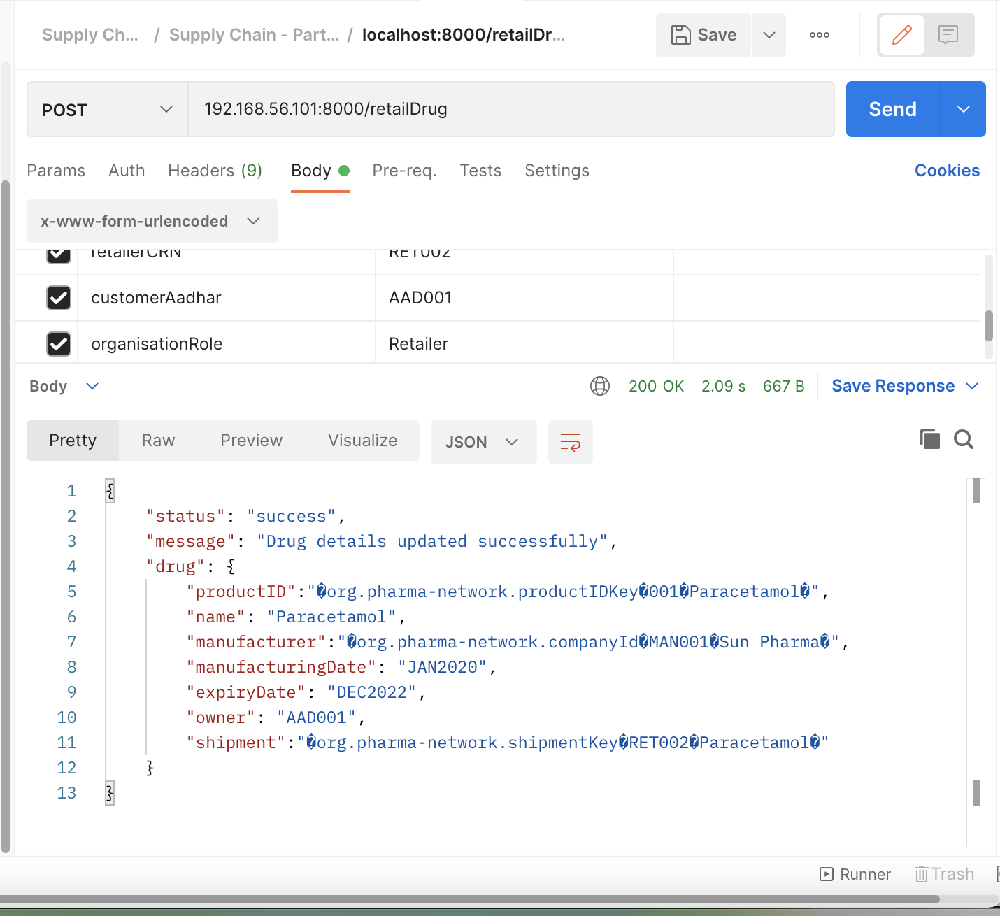 Supply Ch... / Supply Chain - Part... / localhost:8000/retailDr... Save
POST 192.168.56.101:8000/retailDrug Send
Params Auth Headers (9) Body Pre-req. Tests Settings Cookies
x-www-form-urlencoded
retailerCRN RET002
customerAadhar AAD001
organisationRole Retailer
Body 200 OK 2.09 s 667 B Save Response
Pretty Raw Preview Visualize JSON
1 {
2 "status": "success",
3 "message": "Drug details updated successfully",
4 "drug": {
5 "productID":"�org.pharma-network.productIDKey�001�Paracetamol�",
6 "name": "Paracetamol",
7 "manufacturer":"�org.pharma-network.companyId�MAN001�Sun Pharma�",
8 "manufacturingDate": "JAN2020",
9 "expiryDate": "DEC2022",
10 "owner": "AAD001",
11 "shipment":"�org.pharma-network.shipmentKey�RET002�Paracetamol�"
12 }
13 }
Runner Trash